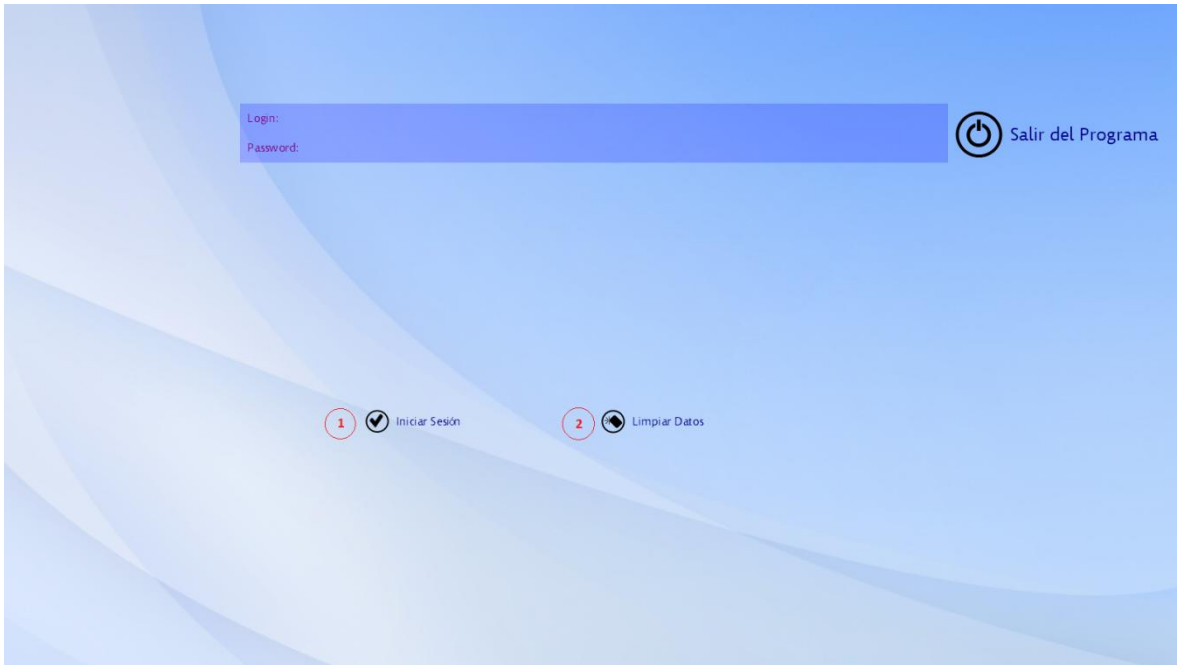 Login:
Password:
Salir del Programa
1 Iniciar Sesión
2 Limpiar Datos